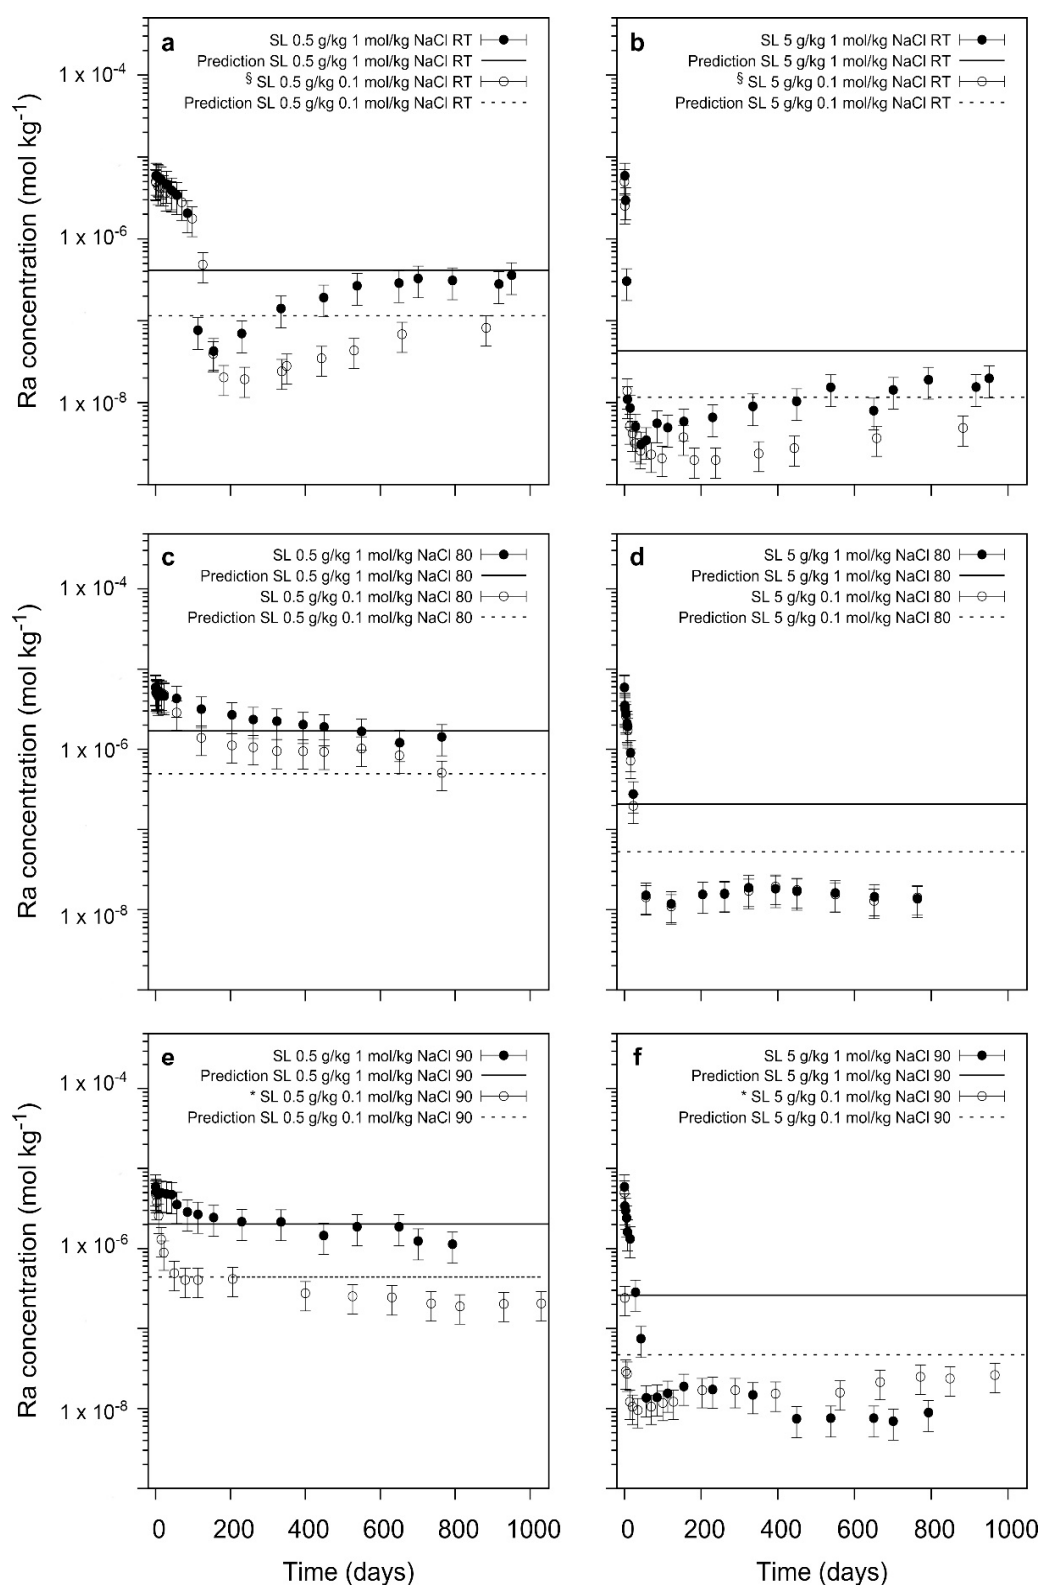 a
SL 0.5 g/kg 1 mol/kg NaCl RT
Prediction SL 0.5 g/kg 1 mol/kg NaCl RT
§ SL 0.5 g/kg 0.1 mol/kg NaCl RT
Prediction SL 0.5 g/kg 0.1 mol/kg NaCl RT
1 x 10⁻⁴
1 x 10⁻⁶
1 x 10⁻⁸
Ra concentration (mol kg⁻¹)
b
SL 5 g/kg 1 mol/kg NaCl RT
Prediction SL 5 g/kg 1 mol/kg NaCl RT
§ SL 5 g/kg 0.1 mol/kg NaCl RT
Prediction SL 5 g/kg 0.1 mol/kg NaCl RT
c
SL 0.5 g/kg 1 mol/kg NaCl 80
Prediction SL 0.5 g/kg 1 mol/kg NaCl 80
SL 0.5 g/kg 0.1 mol/kg NaCl 80
Prediction SL 0.5 g/kg 0.1 mol/kg NaCl 80
1 x 10⁻⁴
1 x 10⁻⁶
1 x 10⁻⁸
Ra concentration (mol kg⁻¹)
d
SL 5 g/kg 1 mol/kg NaCl 80
Prediction SL 5 g/kg 1 mol/kg NaCl 80
SL 5 g/kg 0.1 mol/kg NaCl 80
Prediction SL 5 g/kg 0.1 mol/kg NaCl 80
e
SL 0.5 g/kg 1 mol/kg NaCl 90
Prediction SL 0.5 g/kg 1 mol/kg NaCl 90
* SL 0.5 g/kg 0.1 mol/kg NaCl 90
Prediction SL 0.5 g/kg 0.1 mol/kg NaCl 90
1 x 10⁻⁴
1 x 10⁻⁶
1 x 10⁻⁸
Ra concentration (mol kg⁻¹)
0 200 400 600 800 1000
Time (days)
f
SL 5 g/kg 1 mol/kg NaCl 90
Prediction SL 5 g/kg 1 mol/kg NaCl 90
* SL 5 g/kg 0.1 mol/kg NaCl 90
Prediction SL 5 g/kg 0.1 mol/kg NaCl 90
0 200 400 600 800 1000
Time (days)